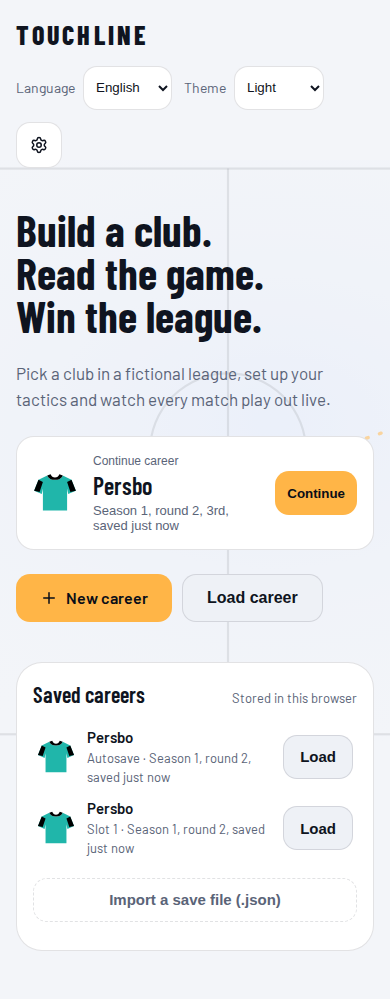 TOUCHLINE
Language English Theme Light
Build a club.
Read the game.
Win the league.
Pick a club in a fictional league, set up your
tactics and watch every match play out live.
Continue career
Persbo
Season 1, round 2, 3rd,
saved just now
Continue
+ New career
Load career
Saved careers
Stored in this browser
Persbo
Autosave · Season 1, round 2,
saved just now
Load
Persbo
Slot 1 · Season 1, round 2, saved
just now
Load
Import a save file (.json)